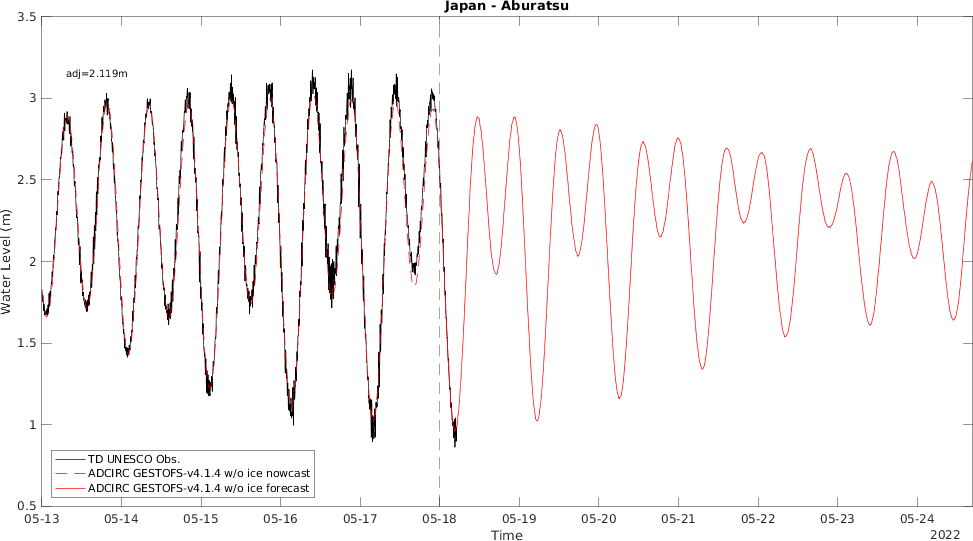 Japan - Aburatsu
3.5
adj=2.119m
3
2.5
2
1.5
1
0.5
Water Level (m)
TD UNESCO Obs.
ADCIRC GESTOFS-v4.1.4 w/o ice nowcast
ADCIRC GESTOFS-v4.1.4 w/o ice forecast
05-13 05-14 05-15 05-16 05-17 05-18 05-19 05-20 05-21 05-22 05-23 05-24
Time
2022